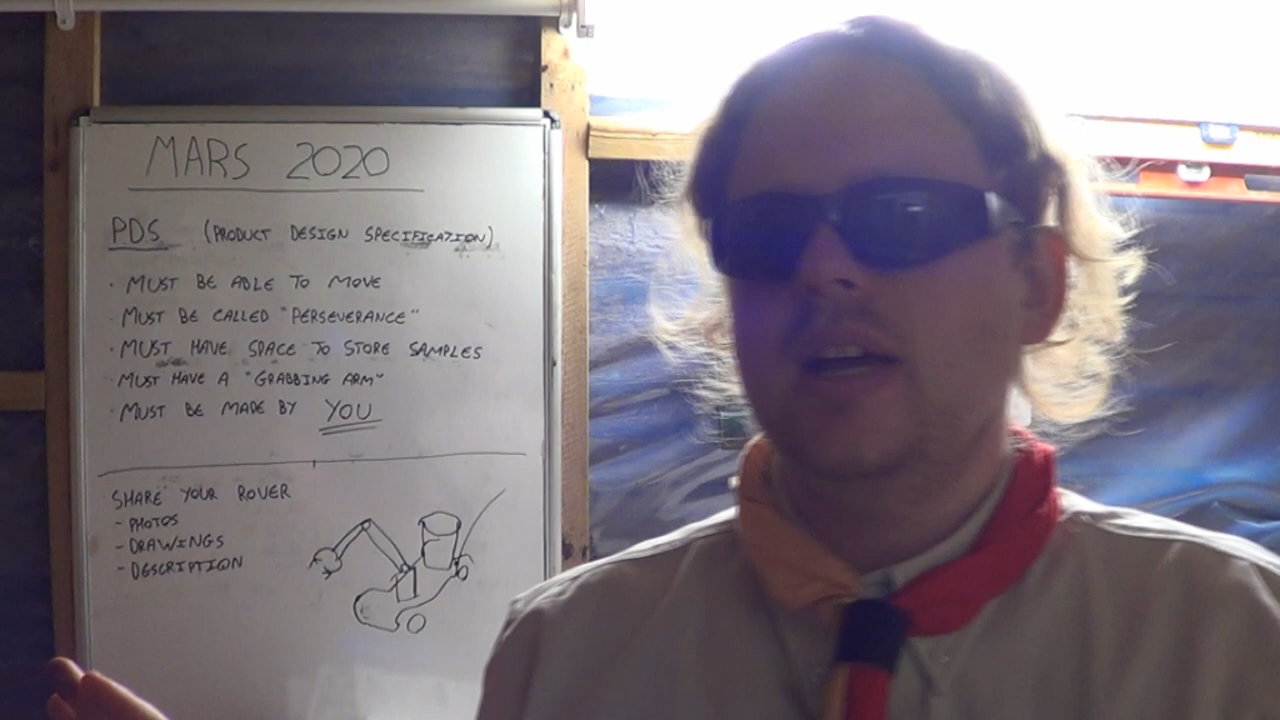 MARS 2020
PDS (PRODUCT DESIGN SPECIFICATION)
· MUST BE ABLE TO MOVE
· MUST BE CALLED "PERSEVERANCE"
· MUST HAVE SPACE TO STORE SAMPLES
· MUST HAVE A "GRABBING ARM"
· MUST BE MADE BY YOU
SHARE YOUR ROVER
- PHOTOS
- DRAWINGS
- DESCRIPTION